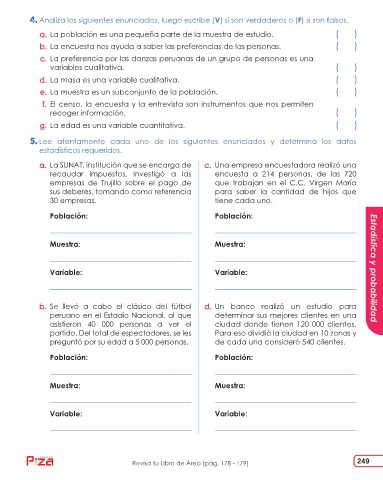 4. Analiza los siguientes enunciados, luego escribe (V) si son verdaderos o (F) si son falsos.
a. La población es una pequeña parte de la muestra de estudio. ( )
b. La encuesta nos ayuda a saber las preferencias de las personas. ( )
c. La preferencia por las danzas peruanas de un grupo de personas es una
variables cualitativa. ( )
d. La masa es una variable cualitativa. ( )
e. La muestra es un subconjunto de la población. ( )
f. El censo, la encuesta y la entrevista son instrumentos que nos permiten
recoger información. ( )
g. La edad es una variable cuantitativa. ( )
5. Lee atentamente cada uno de los siguientes enunciados y determina los datos
estadísticos requeridos.
a. La SUNAT, institución que se encarga de
recaudar impuestos, investigó a las
empresas de Trujillo sobre el pago de
sus deberes, tomando como referencia
30 empresas.
Población:
Muestra:
Variable:
b. Se llevó a cabo el clásico del fútbol
peruano en el Estadio Nacional, al que
asistieron 40 000 personas a ver el
partido. Del total de espectadores, se les
preguntó por su edad a 5 000 personas.
Población:
Muestra:
Variable:
c. Una empresa encuestadora realizó una
encuesta a 214 personas, de las 720
que trabajan en el C.C. Virgen María
para saber la cantidad de hijos que
tiene cada uno.
Población:
Muestra:
Variable:
d. Un banco realizó un estudio para
determinar sus mejores clientes en una
ciudad donde tienen 120 000 clientes.
Para eso dividió la ciudad en 10 zonas y
de cada una consideró 540 clientes.
Población:
Muestra:
Variable:
Estadística y probabilidad
Piza
Revisa tu Libro de Área (pág. 178 - 179)
249